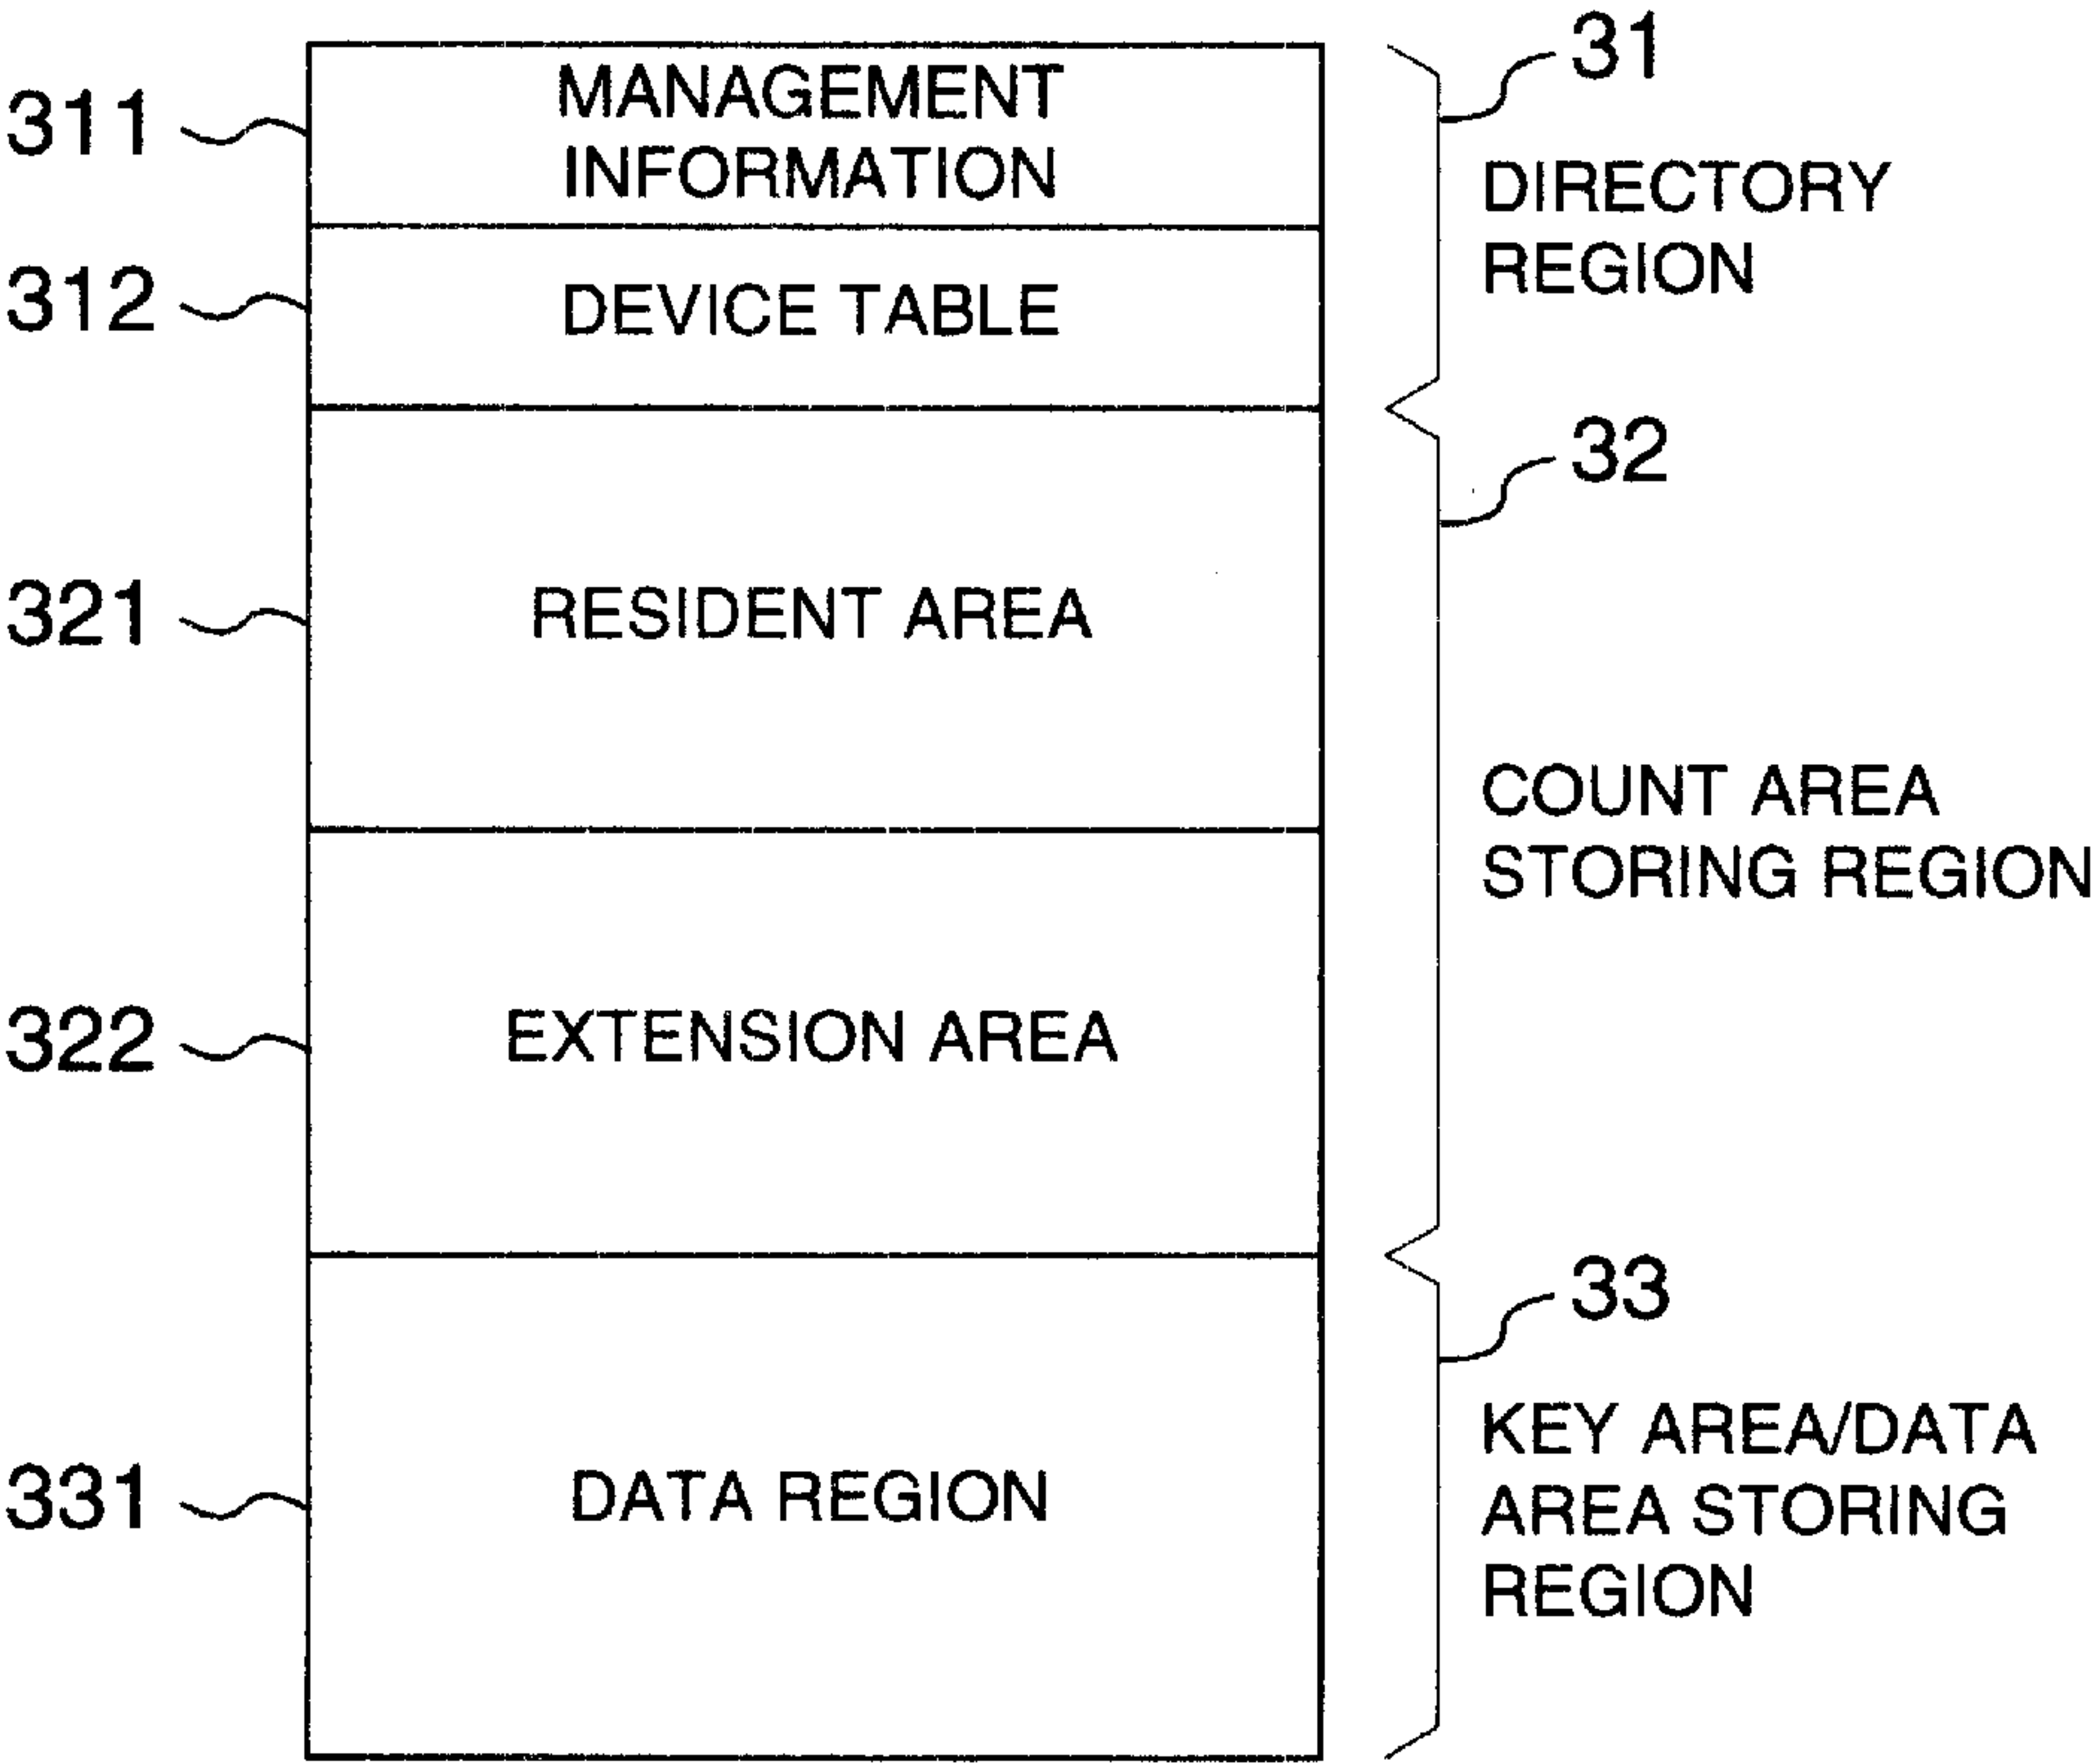 31
311
MANAGEMENT
INFORMATION
DIRECTORY
REGION
312
DEVICE TABLE
32
321
RESIDENT AREA
COUNT AREA
STORING REGION
322
EXTENSION AREA
33
331
DATA REGION
KEY AREA/DATA
AREA STORING
REGION